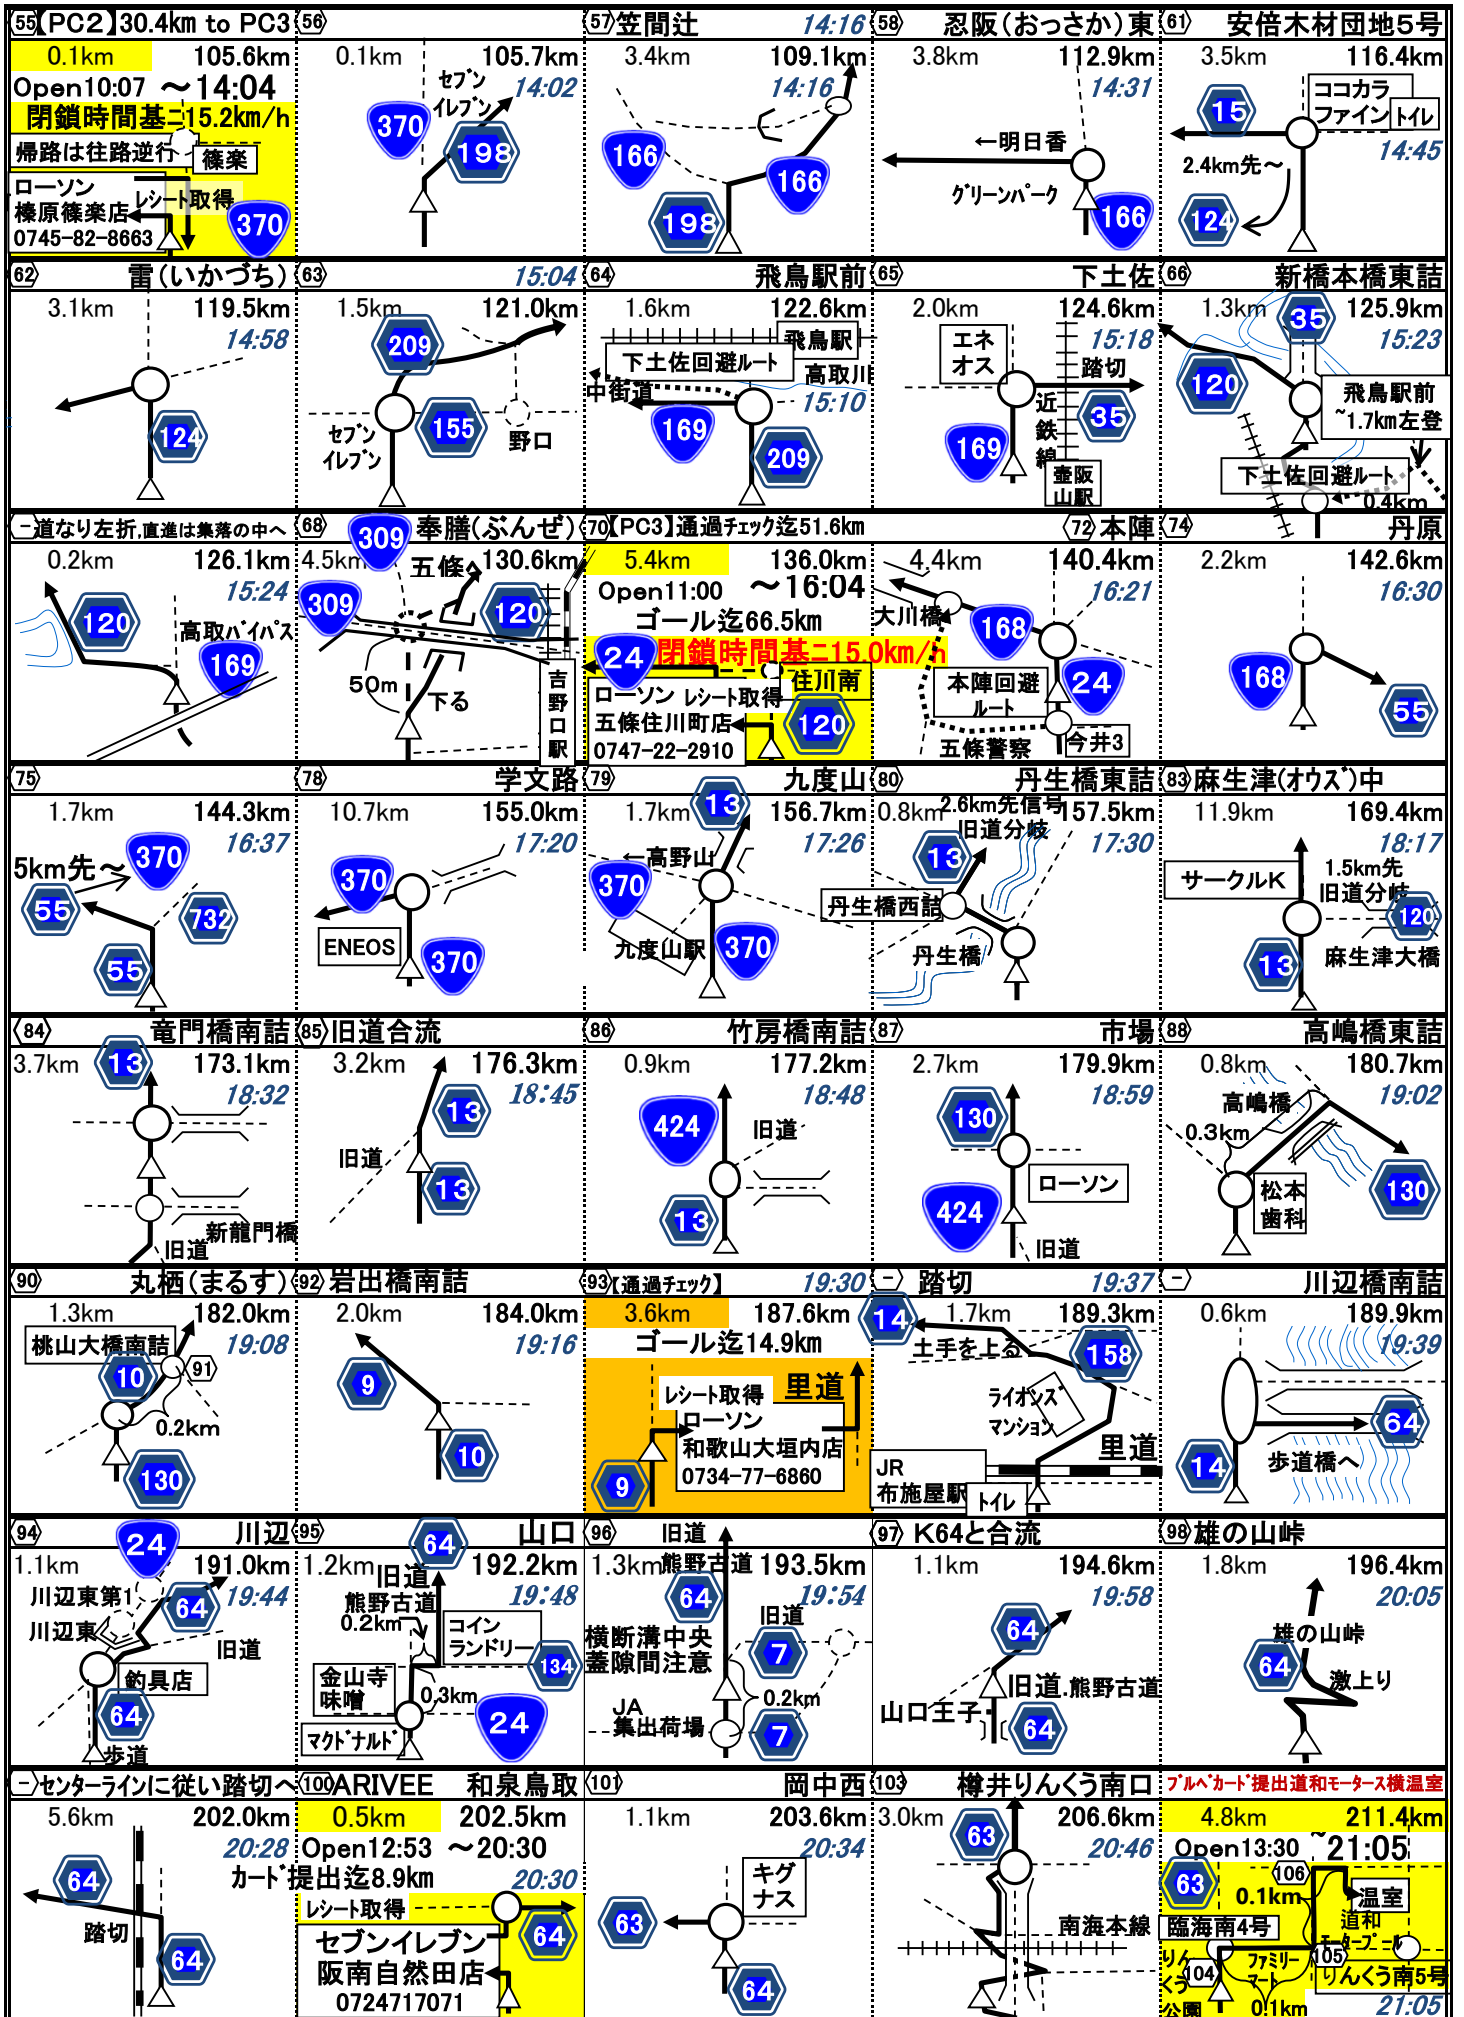 55【PC2】30.4km to PC3
0.1km 105.6km
Open10:07 ～14:04
閉鎖時間基ﾆ15.2km/h
帰路は往路逆行 篠楽
ローソン レシート取得
榛原篠楽店
0745-82-8663 370
56
0.1km 105.7km
セブン 14:02
イレブン
370
198
57 笠間辻 14:16
3.4km 109.1km
14:16
166
166
198
58 忍阪(おっさか)東
3.8km 112.9km
14:31
←明日香
グリーンパーク
166
61 安倍木材団地5号
3.5km 116.4km
ココカラ
15 ファイン トイレ
14:45
2.4km先～
124
62 雷(いかづち)
3.1km 119.5km
14:58
124
63 15:04
1.5km 121.0km
209
155
セブン 野口
イレブン
64 飛鳥駅前
1.6km 122.6km
飛鳥駅
下土佐回避ルート
高取川
中街道 15:10
169
209
65 下土佐
2.0km 124.6km
エネ 15:18
オス 踏切
近鉄線 35
169
壺阪
山駅
66 新橋本橋東詰
1.3km 35 125.9km
15:23
120
飛鳥駅前
~1.7km左登
下土佐回避ルート
0.4km
- 道なり左折,直進は集落の中へ
0.2km 126.1km
15:24
120
高取バイパス
169
68 奉膳(ぶんぜ)
309
4.5km 130.6km
五條へ
309 120
50m
下る
吉野口駅
70【PC3】通過チェック迄51.6km
5.4km 136.0km
Open11:00 ～16:04
ゴール迄66.5km
24 閉鎖時間基ﾆ15.0km/h
住川南
ローソン レシート取得
五條住川町店 120
0747-22-2910
72 本陣
4.4km 140.4km
16:21
大川橋
168
本陣回避 24
ルート
五條警察 今井3
74 丹原
2.2km 142.6km
16:30
168
55
75
1.7km 144.3km
16:37
5km先～ 370
55 732
55
78 学文路
10.7km 155.0km
17:20
370
ENEOS 370
79 九度山
1.7km 13 156.7km
17:26
←高野山
370
九度山駅 370
80 丹生橋東詰
0.8km 2.6km先信号 157.5km
旧道分岐 17:30
13
丹生橋西詰
丹生橋
83 麻生津(オウズ)中
11.9km 169.4km
18:17
サークルK 1.5km先
旧道分岐
120
13 麻生津大橋
84 竜門橋南詰
3.7km 13 173.1km
18:32
新龍門橋
旧道
85 旧道合流
3.2km 176.3km
18:45
13
旧道
13
86 竹房橋南詰
0.9km 177.2km
18:48
424 旧道
13
87 市場
2.7km 179.9km
18:59
130
ローソン
424
旧道
88 高嶋橋東詰
0.8km 180.7km
高嶋橋 19:02
0.3km
松本 130
歯科
90 丸栖(まるす)
1.3km 182.0km
桃山大橋南詰 19:08
10 91
0.2km
130
92 岩出橋南詰
2.0km 184.0km
19:16
9
10
93【通過チェック】 19:30
3.6km 187.6km
ゴール迄14.9km
レシート取得 里道
ローソン
和歌山大垣内店
9 0734-77-6860
- 踏切 19:37
14 1.7km 189.3km
土手を上る 158
ライオンズ
マンション
里道
JR
布施屋駅 トイレ
- 川辺橋南詰
0.6km 189.9km
19:39
64
14 歩道橋へ
94 川辺
1.1km 24 191.0km
川辺東第1 64 19:44
川辺東 旧道
釣具店
64
歩道
95 山口
64
1.2km 旧道 192.2km
熊野古道 19:48
0.2km コイン
ランドリー
金山寺 134
味噌 0.3km
マクドナルド 24
96 旧道
1.3km 熊野古道 193.5km
64 19:54
旧道
横断溝中央
蓋隙間注意 7
0.2km
JA
集出荷場 7
97 K64と合流
1.1km 194.6km
19:58
64
旧道.熊野古道
山口王子
64
98 雄の山峠
1.8km 196.4km
20:05
雄の山峠
64 激上り
- センターラインに従い踏切へ
5.6km 202.0km
20:28
64
踏切
64
100 ARIVEE 和泉鳥取
0.5km 202.5km
Open12:53 ～20:30
カード提出迄8.9km
20:30
レシート取得
64
セブンイレブン
阪南自然田店
0724717071
101 岡中西
1.1km 203.6km
20:34
キグ
ナス
63
64
103 樽井りんくう南口
3.0km 63 206.6km
20:46
南海本線
ブルベカード提出道和モータース横温室
4.8km 211.4km
Open13:30 ~21:05
63 106
0.1km 温室
臨海南4号 道和
モータープール
りんくう公園 104 ファミリーマート 105 りんくう南5号
0.1km 21:05